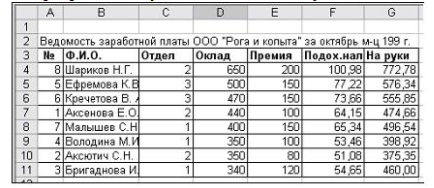 A B C D E F G
1
2 Ведомость заработной платы ООО "Рога и копыта" за октябрь м-ц 199 г.
3 № Ф.И.О. Отдел Оклад Премия Подох.нал На руки
4 8 Шариков Н.Г. 2 650 200 100,98 772,78
5 5 Ефремова К.В 3 500 150 77,22 576,34
6 6 Кречетова В. 3 470 150 73,66 555,85
7 1 Аксенова Е.О. 2 440 100 64,15 474,66
8 7 Малышев С.Н 1 400 150 65,34 496,54
9 4 Володина М.И 1 350 100 53,46 398,92
10 2 Аксютич С.Н. 2 350 80 51,08 375,35
11 3 Бригаднова И. 1 340 120 54,65 460,00